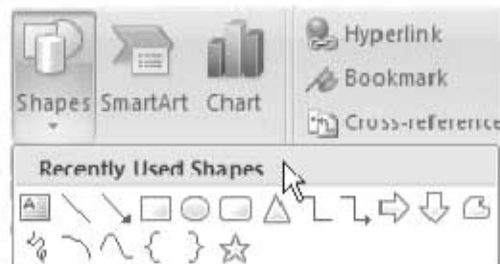 Hyperlink
Bookmark
Shapes SmartArt Chart
Cross-reference
Recently Used Shapes